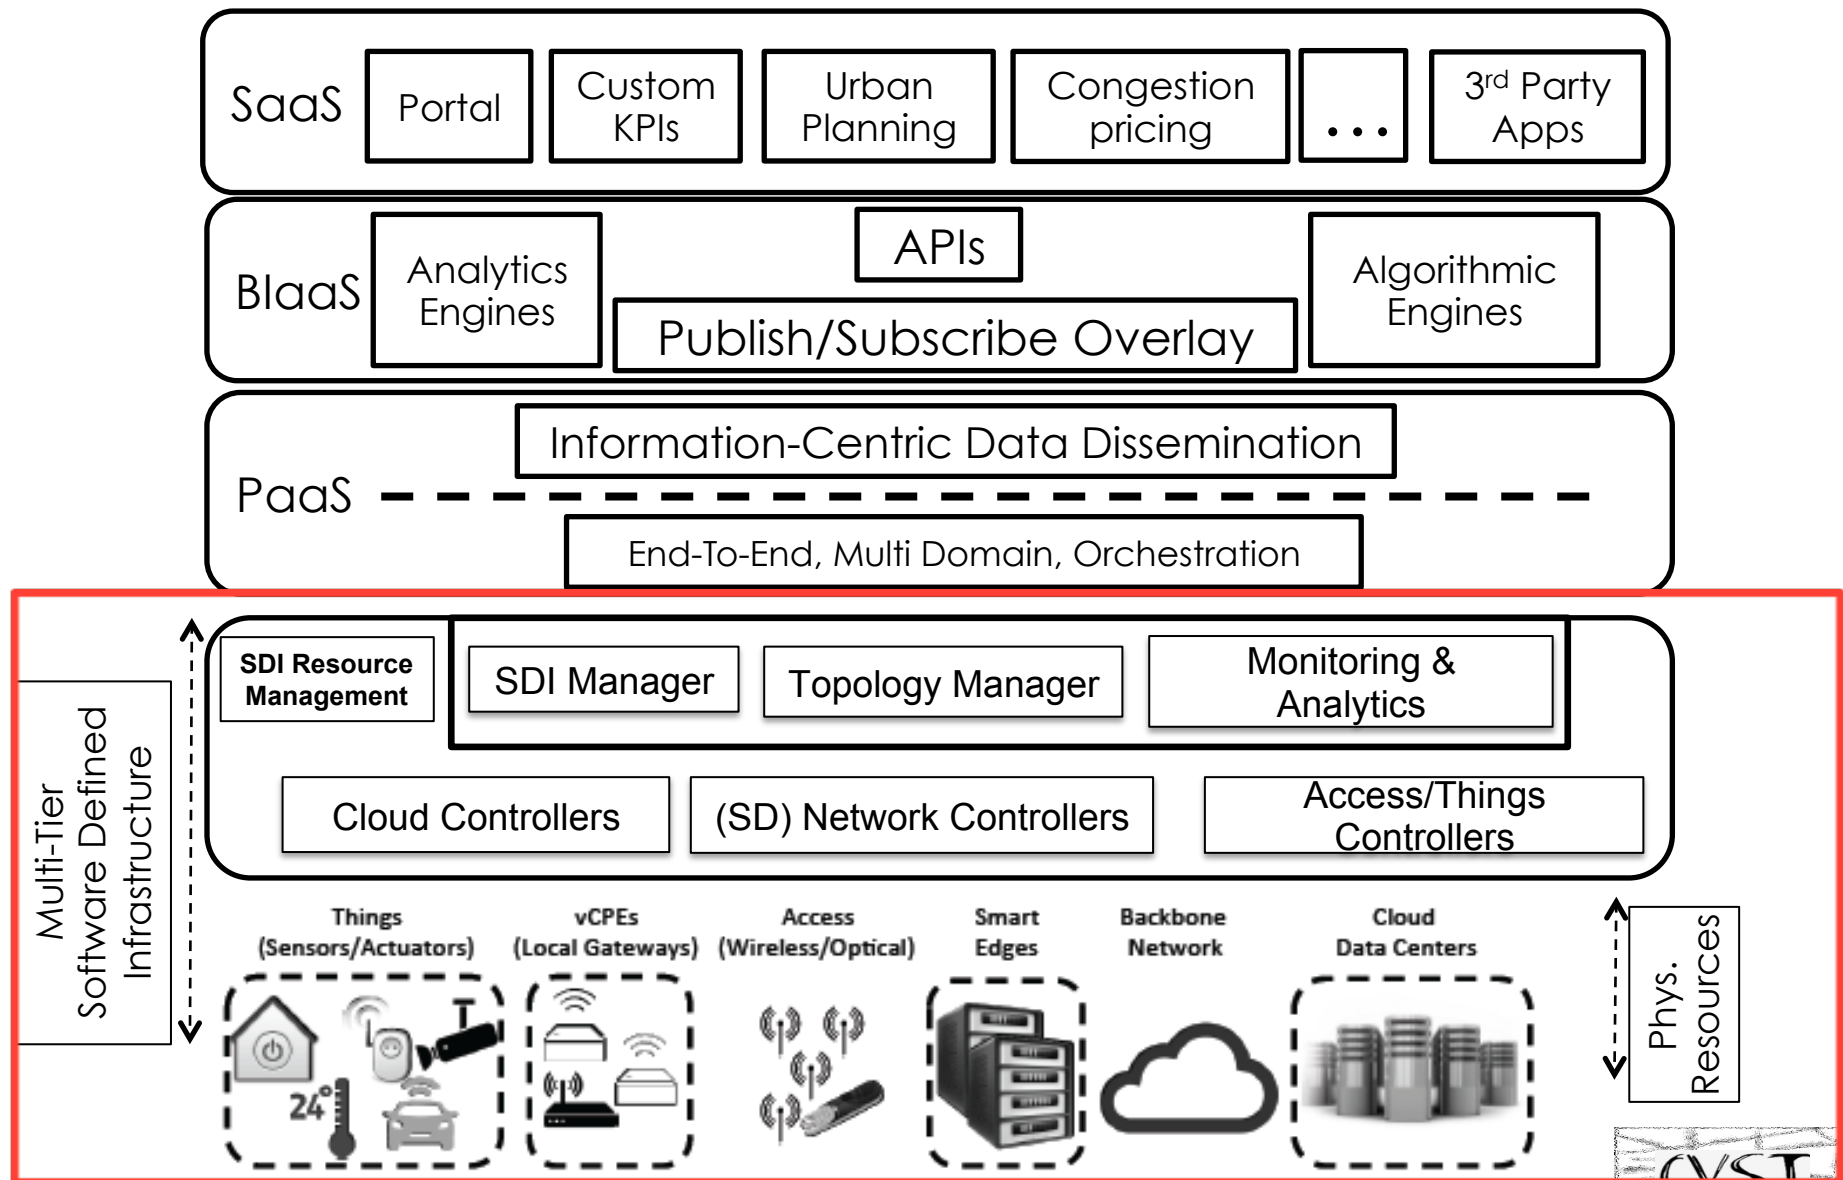 SaaS
Portal
Custom
KPIs
Urban
Planning
Congestion
pricing
...
3rd Party
Apps
BIaaS
Analytics
Engines
APIs
Publish/Subscribe Overlay
Algorithmic
Engines
PaaS
Information-Centric Data Dissemination
End-To-End, Multi Domain, Orchestration
Multi-Tier
Software Defined
Infrastructure
SDI Resource
Management
SDI Manager
Topology Manager
Monitoring &
Analytics
Cloud Controllers
(SD) Network Controllers
Access/Things
Controllers
Things
(Sensors/Actuators)
vCPEs
(Local Gateways)
Access
(Wireless/Optical)
Smart
Edges
Backbone
Network
Cloud
Data Centers
24°
Phys.
Resources